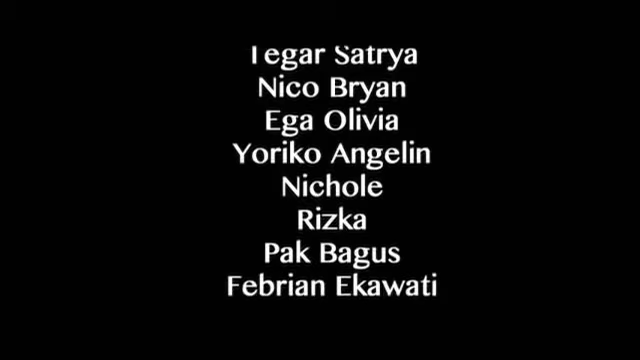 Tegar Satrya
Nico Bryan
Ega Olivia
Yoriko Angelin
Nichole
Rizka
Pak Bagus
Febrian Ekawati